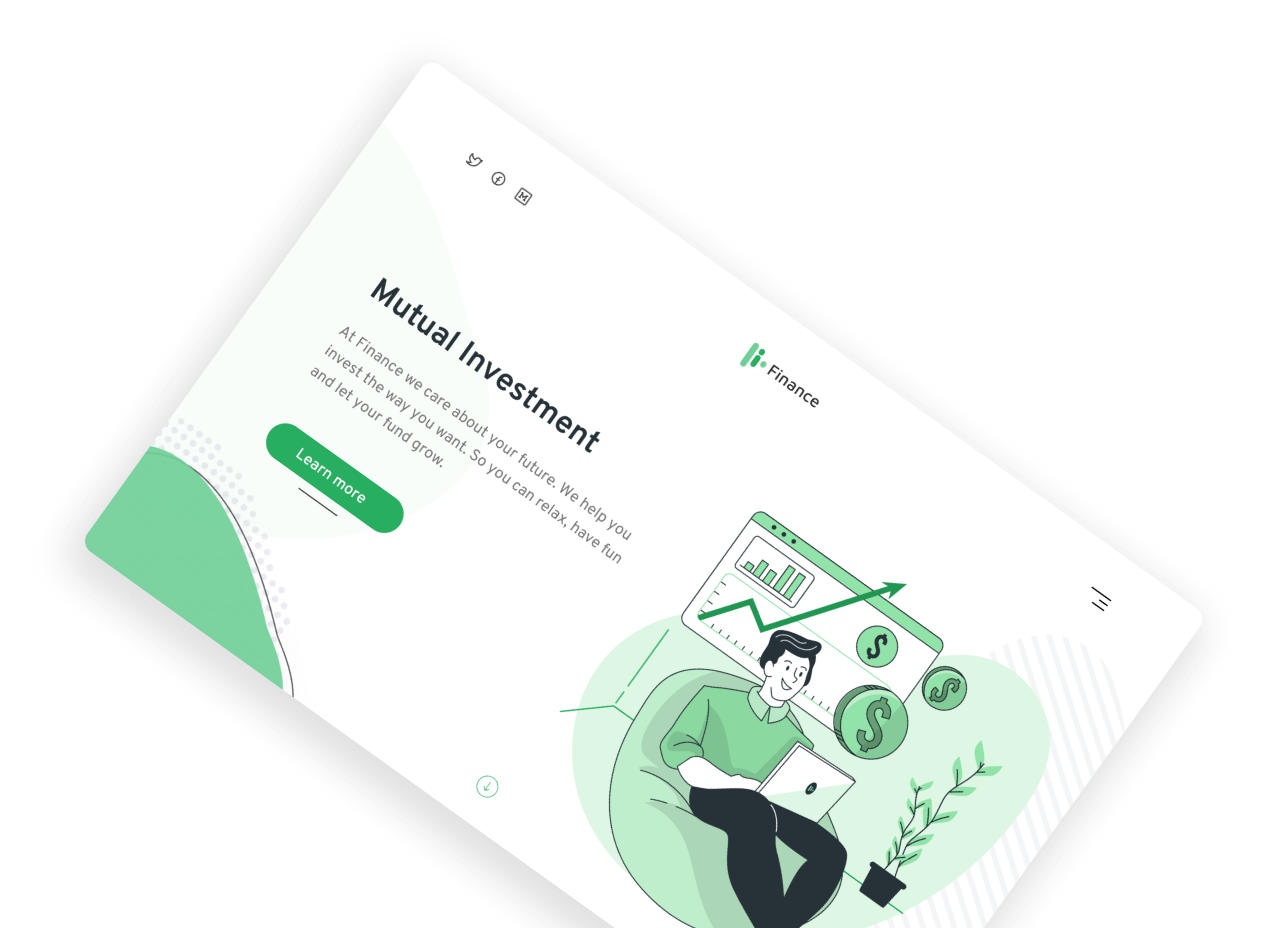 Finance
Mutual Investment
At Finance we care about your future. We help you
invest the way you want. So you can relax, have fun
and let your fund grow.
Learn more